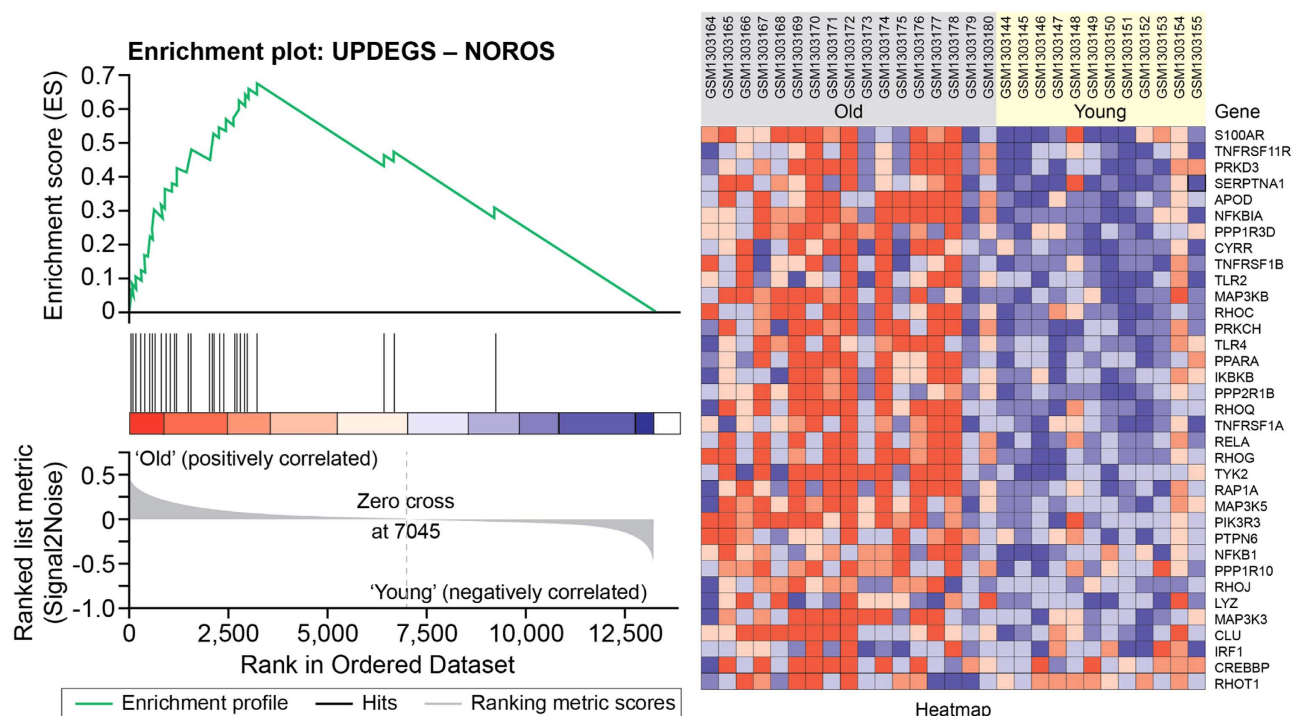 Enrichment plot: UPDEGS – NOROS
Enrichment score (ES)
0.7
0.6
0.5
0.4
0.3
0.2
0.1
0
Ranked list metric
(Signal2Noise)
0.5
0
-0.5
-1.0
‘Old’ (positively correlated)
Zero cross
at 7045
‘Young’ (negatively correlated)
0
2,500
5,000
7,500
10,000
12,500
Rank in Ordered Dataset
Enrichment profile
Hits
Ranking metric scores
GSM1303164
GSM1303165
GSM1303166
GSM1303167
GSM1303168
GSM1303169
GSM1303170
GSM1303171
GSM1303172
GSM1303173
GSM1303174
GSM1303175
GSM1303176
GSM1303177
GSM1303178
GSM1303179
GSM1303180
GSM1303144
GSM1303145
GSM1303146
GSM1303147
GSM1303148
GSM1303149
GSM1303150
GSM1303151
GSM1303152
GSM1303153
GSM1303154
GSM1303155
Old
Young
Gene
S100AR
TNFRSF11R
PRKD3
SERPTNA1
APOD
NFKBIA
PPP1R3D
CYRR
TNFRSF1B
TLR2
MAP3KB
RHOC
PRKCH
TLR4
PPARA
IKBKB
PPP2R1B
RHOQ
TNFRSF1A
RELA
RHOG
TYK2
RAP1A
MAP3K5
PIK3R3
PTPN6
NFKB1
PPP1R10
RHOJ
LYZ
MAP3K3
CLU
IRF1
CREBBP
RHOT1
Heatmap